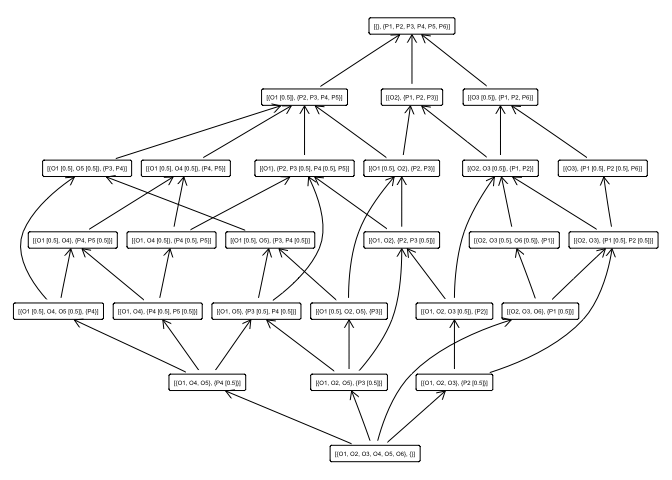 [{}, {P1, P2, P3, P4, P5, P6}]
[{O1 [0.5]}, {P2, P3, P4, P5}]
[{O2}, {P1, P2, P3}]
[{O3 [0.5]}, {P1, P2, P6}]
[{O1 [0.5], O5 [0.5]}, {P3, P4}]
[{O1 [0.5], O4 [0.5]}, {P4, P5}]
[{O1}, {P2, P3 [0.5], P4 [0.5], P5}]
[{O1 [0.5], O2}, {P2, P3}]
[{O2, O3 [0.5]}, {P1, P2}]
[{O3}, {P1 [0.5], P2 [0.5], P6}]
[{O1 [0.5], O4}, {P4, P5 [0.5]}]
[{O1, O4 [0.5]}, {P4 [0.5], P5}]
[{O1 [0.5], O5}, {P3, P4 [0.5]}]
[{O1, O2}, {P2, P3 [0.5]}]
[{O2, O3 [0.5], O6 [0.5]}, {P1}]
[{O2, O3}, {P1 [0.5], P2 [0.5]}]
[{O1 [0.5], O4, O5 [0.5]}, {P4}]
[{O1, O4}, {P4 [0.5], P5 [0.5]}]
[{O1, O5}, {P3 [0.5], P4 [0.5]}]
[{O1 [0.5], O2, O5}, {P3}]
[{O1, O2, O3 [0.5]}, {P2}]
[{O2, O3, O6}, {P1 [0.5]}]
[{O1, O4, O5}, {P4 [0.5]}]
[{O1, O2, O5}, {P3 [0.5]}]
[{O1, O2, O3}, {P2 [0.5]}]
[{O1, O2, O3, O4, O5, O6}, {}]